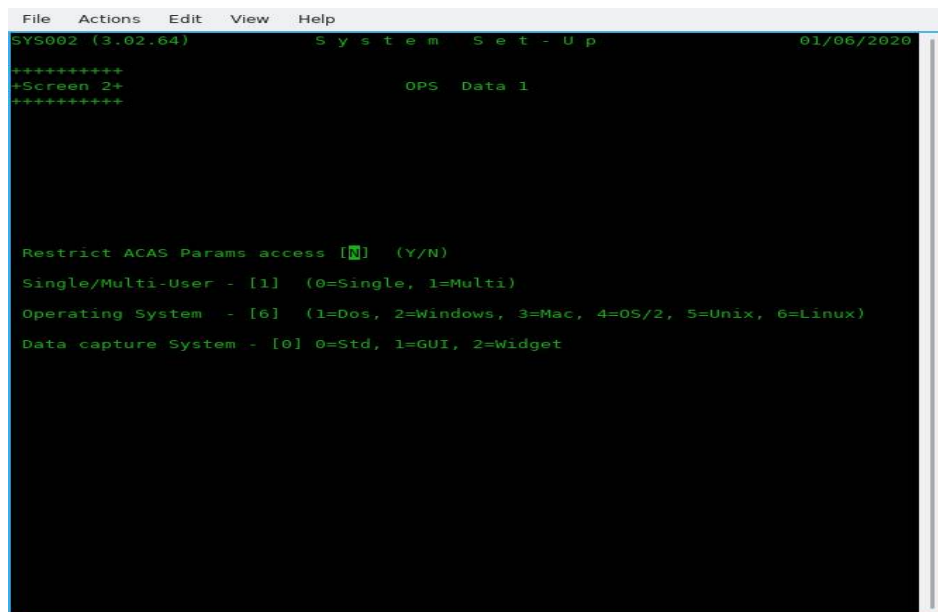 File Actions Edit View Help
SYS002 (3.02.64) S y s t e m S e t - U p 01/06/2020
++++++++++
+Screen 2+ OPS Data 1
++++++++++
Restrict ACAS Params access [N] (Y/N)
Single/Multi-User - [1] (0=Single, 1=Multi)
Operating System - [6] (1=Dos, 2=Windows, 3=Mac, 4=OS/2, 5=Unix, 6=Linux)
Data capture System - [0] 0=Std, 1=GUI, 2=Widget